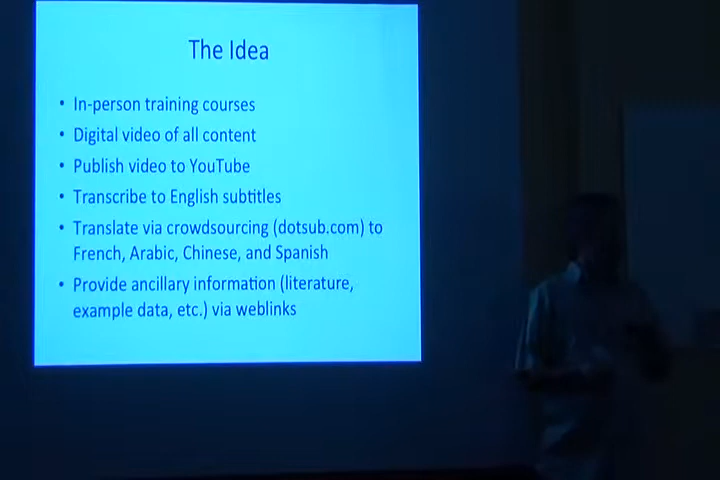 The Idea
• In-person training courses
• Digital video of all content
• Publish video to YouTube
• Transcribe to English subtitles
• Translate via crowdsourcing (dotsub.com) to
French, Arabic, Chinese, and Spanish
• Provide ancillary information (literature,
example data, etc.) via weblinks